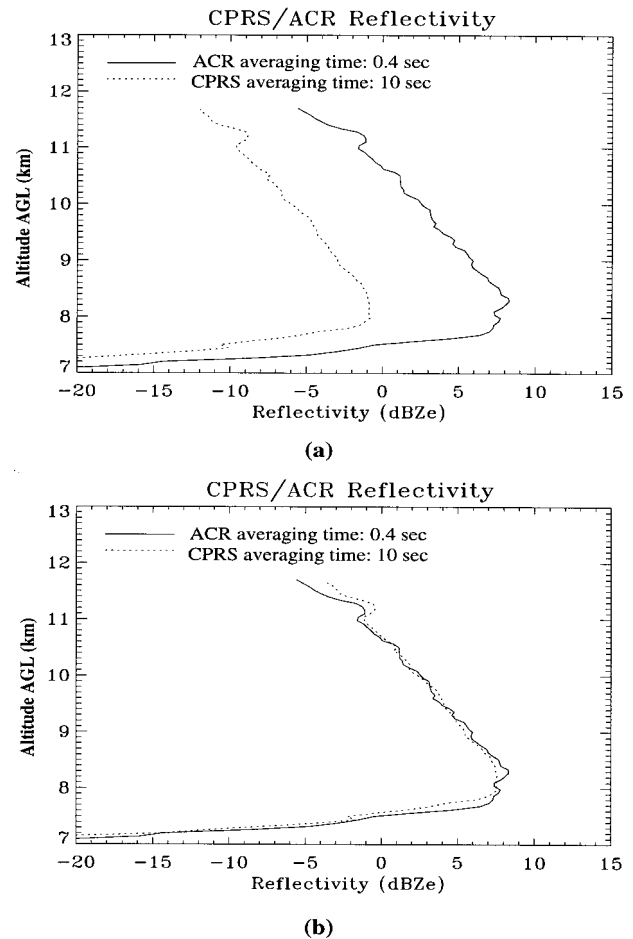 CPRS/ACR Reflectivity
13
12
11
10
9
8
7
Altitude AGL (km)
ACR averaging time: 0.4 sec
CPRS averaging time: 10 sec
-20 -15 -10 -5 0 5 10 15
Reflectivity (dBZe)
(a)
CPRS/ACR Reflectivity
13
12
11
10
9
8
7
Altitude AGL (km)
ACR averaging time: 0.4 sec
CPRS averaging time: 10 sec
-20 -15 -10 -5 0 5 10 15
Reflectivity (dBZe)
(b)